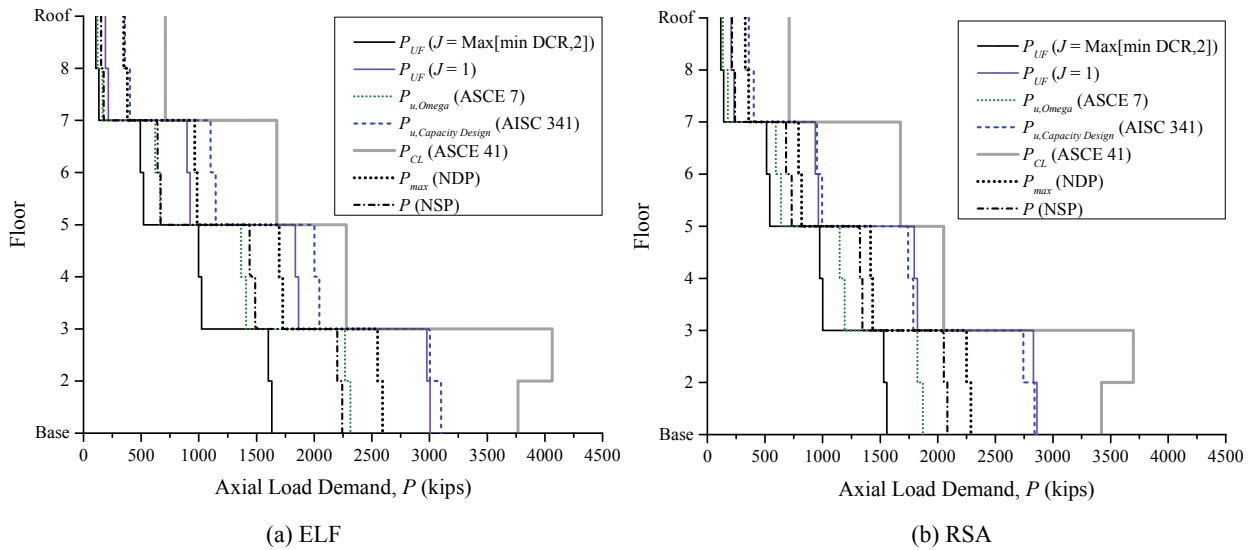 Roof
8
7
6
5
4
3
2
Base
Floor
P_UF (J = Max[min DCR,2])
P_UF (J = 1)
P_u,Omega (ASCE 7)
P_u,Capacity Design (AISC 341)
P_CL (ASCE 41)
P_max (NDP)
P (NSP)
0 500 1000 1500 2000 2500 3000 3500 4000 4500
Axial Load Demand, P (kips)
(a) ELF
Roof
8
7
6
5
4
3
2
Base
Floor
P_UF (J = Max[min DCR,2])
P_UF (J = 1)
P_u,Omega (ASCE 7)
P_u,Capacity Design (AISC 341)
P_CL (ASCE 41)
P_max (NDP)
P (NSP)
0 500 1000 1500 2000 2500 3000 3500 4000 4500
Axial Load Demand, P (kips)
(b) RSA